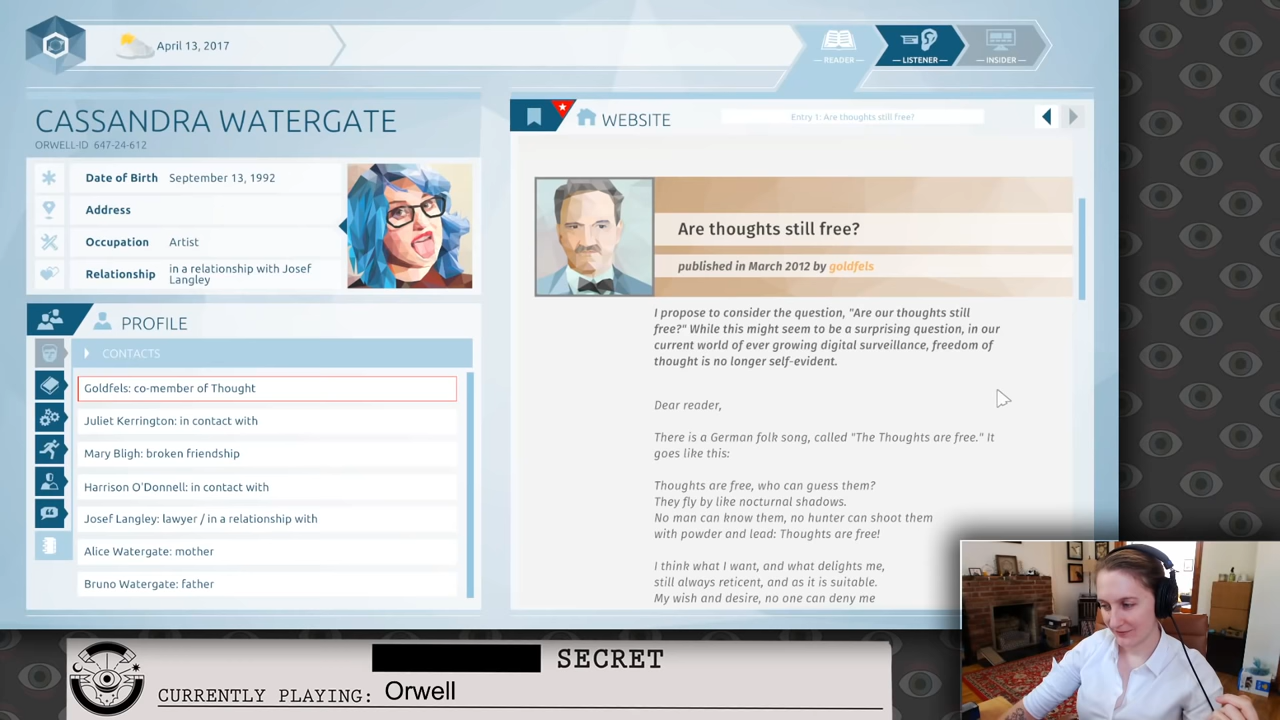 April 13, 2017
— READER —
— LISTENER —
— INSIDER —
CASSANDRA WATERGATE
ORWELL-ID 647-24-612
Date of Birth September 13, 1992
Address
Occupation Artist
Relationship in a relationship with Josef
Langley
PROFILE
CONTACTS
Goldfels: co-member of Thought
Juliet Kerrington: in contact with
Mary Bligh: broken friendship
Harrison O'Donnell: in contact with
Josef Langley: lawyer / in a relationship with
Alice Watergate: mother
Bruno Watergate: father
WEBSITE
Entry 1: Are thoughts still free?
Are thoughts still free?
published in March 2012 by goldfels
I propose to consider the question, "Are our thoughts still
free?" While this might seem to be a surprising question, in our
current world of ever growing digital surveillance, freedom of
thought is no longer self-evident.
Dear reader,
There is a German folk song, called "The Thoughts are free." It
goes like this:
Thoughts are free, who can guess them?
They fly by like nocturnal shadows.
No man can know them, no hunter can shoot them
with powder and lead: Thoughts are free!
I think what I want, and what delights me,
still always reticent, and as it is suitable.
My wish and desire, no one can deny me
SECRET
CURRENTLY PLAYING: Orwell